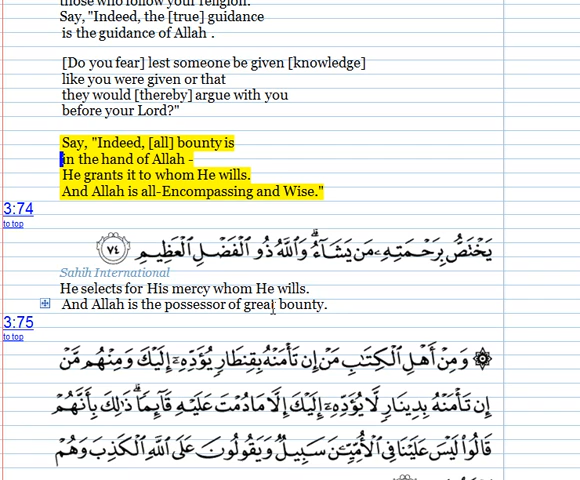 those who follow your religion.
Say, "Indeed, the [true] guidance
is the guidance of Allah .
[Do you fear] lest someone be given [knowledge]
like you were given or that
they would [thereby] argue with you
before your Lord?"
Say, "Indeed, [all] bounty is
in the hand of Allah -
He grants it to whom He wills.
And Allah is all-Encompassing and Wise."
3:74
to top
يَخْتَصُّ بِرَحْمَتِهِۦ مَن يَشَآءُ ۗ وَٱللَّهُ ذُو ٱلْفَضْلِ ٱلْعَظِيمِ ٧٤
Sahih International
He selects for His mercy whom He wills.
And Allah is the possessor of great bounty.
3:75
to top
۞ وَمِنْ أَهْلِ ٱلْكِتَـٰبِ مَنْ إِن تَأْمَنْهُ بِقِنطَارٍ يُؤَدِّهِۦٓ إِلَيْكَ وَمِنْهُم مَّنْ
إِن تَأْمَنْهُ بِدِينَارٍ لَّا يُؤَدِّهِۦٓ إِلَيْكَ إِلَّا مَا دُمْتَ عَلَيْهِ قَآئِمًا ۗ ذَٰلِكَ بِأَنَّهُمْ
قَالُوا۟ لَيْسَ عَلَيْنَا فِى ٱلْأُمِّيِّـۧنَ سَبِيلٌ وَيَقُولُونَ عَلَى ٱللَّهِ ٱلْكَذِبَ وَهُمْ